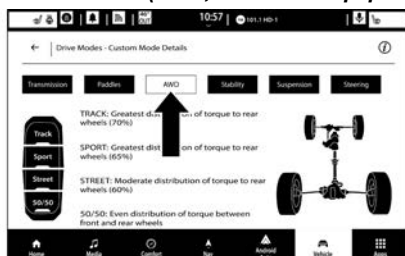 40°
OUT
10:57
101.1 HD-1
Drive Modes - Custom Mode Details
Transmission
Paddles
AWD
Stability
Suspension
Steering
Track
Sport
Street
50/50
TRACK: Greatest of torque to rear
wheels (70%)
SPORT: Greatest dist of torque to rear
wheels (65%)
STREET: Moderate distribution of torque to rear
wheels (60%)
50/50: Even distribution of torque between
front and rear wheels
Home
Media
Comfort
Nav
Android
Vehicle
Apps